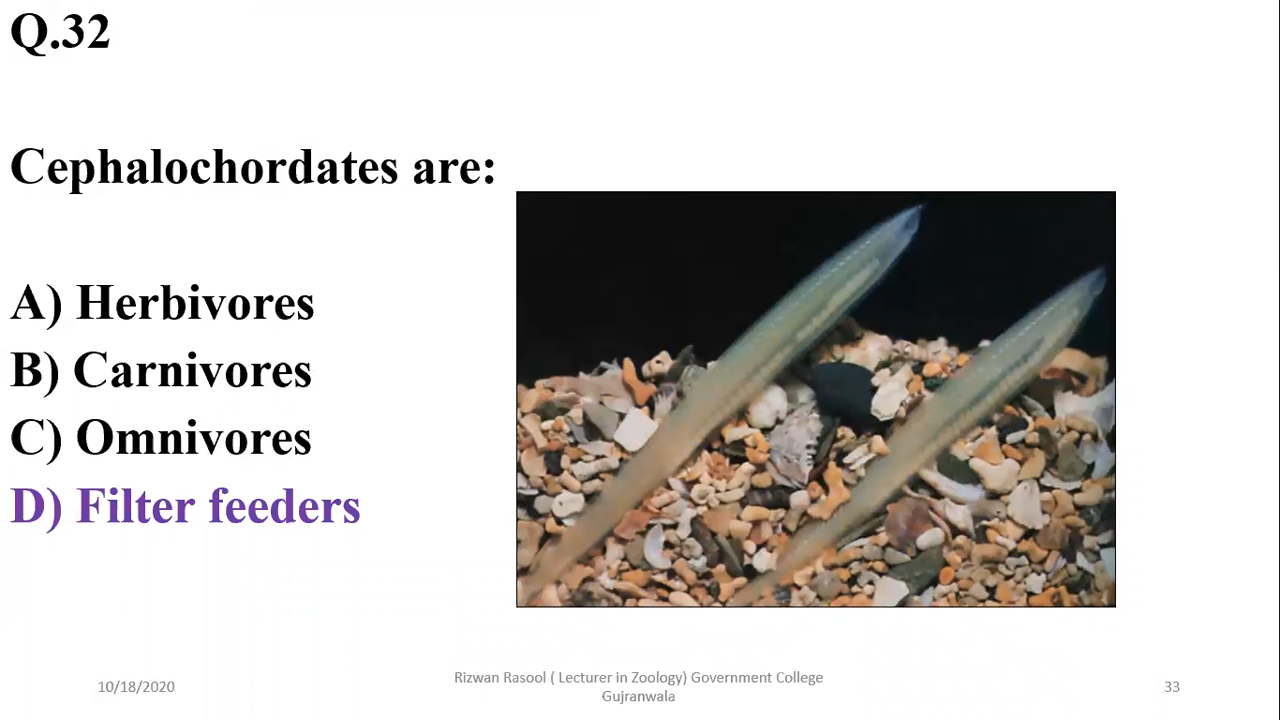 Q.32
Cephalochordates are:
A) Herbivores
B) Carnivores
C) Omnivores
D) Filter feeders
10/18/2020
Rizwan Rasool ( Lecturer in Zoology) Government College
Gujranwala
33